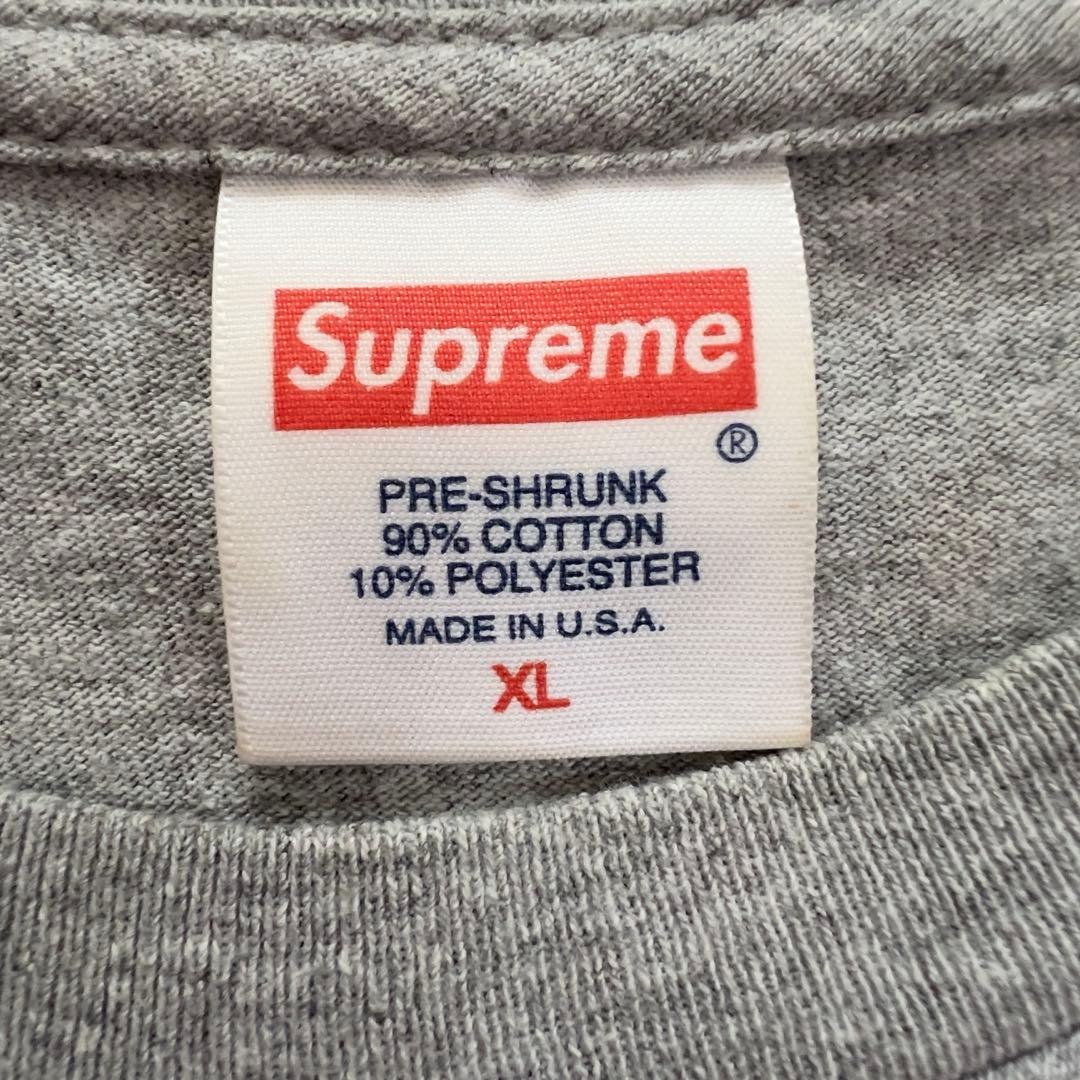 Supreme
®
PRE-SHRUNK
90% COTTON
10% POLYESTER
MADE IN U.S.A.
XL